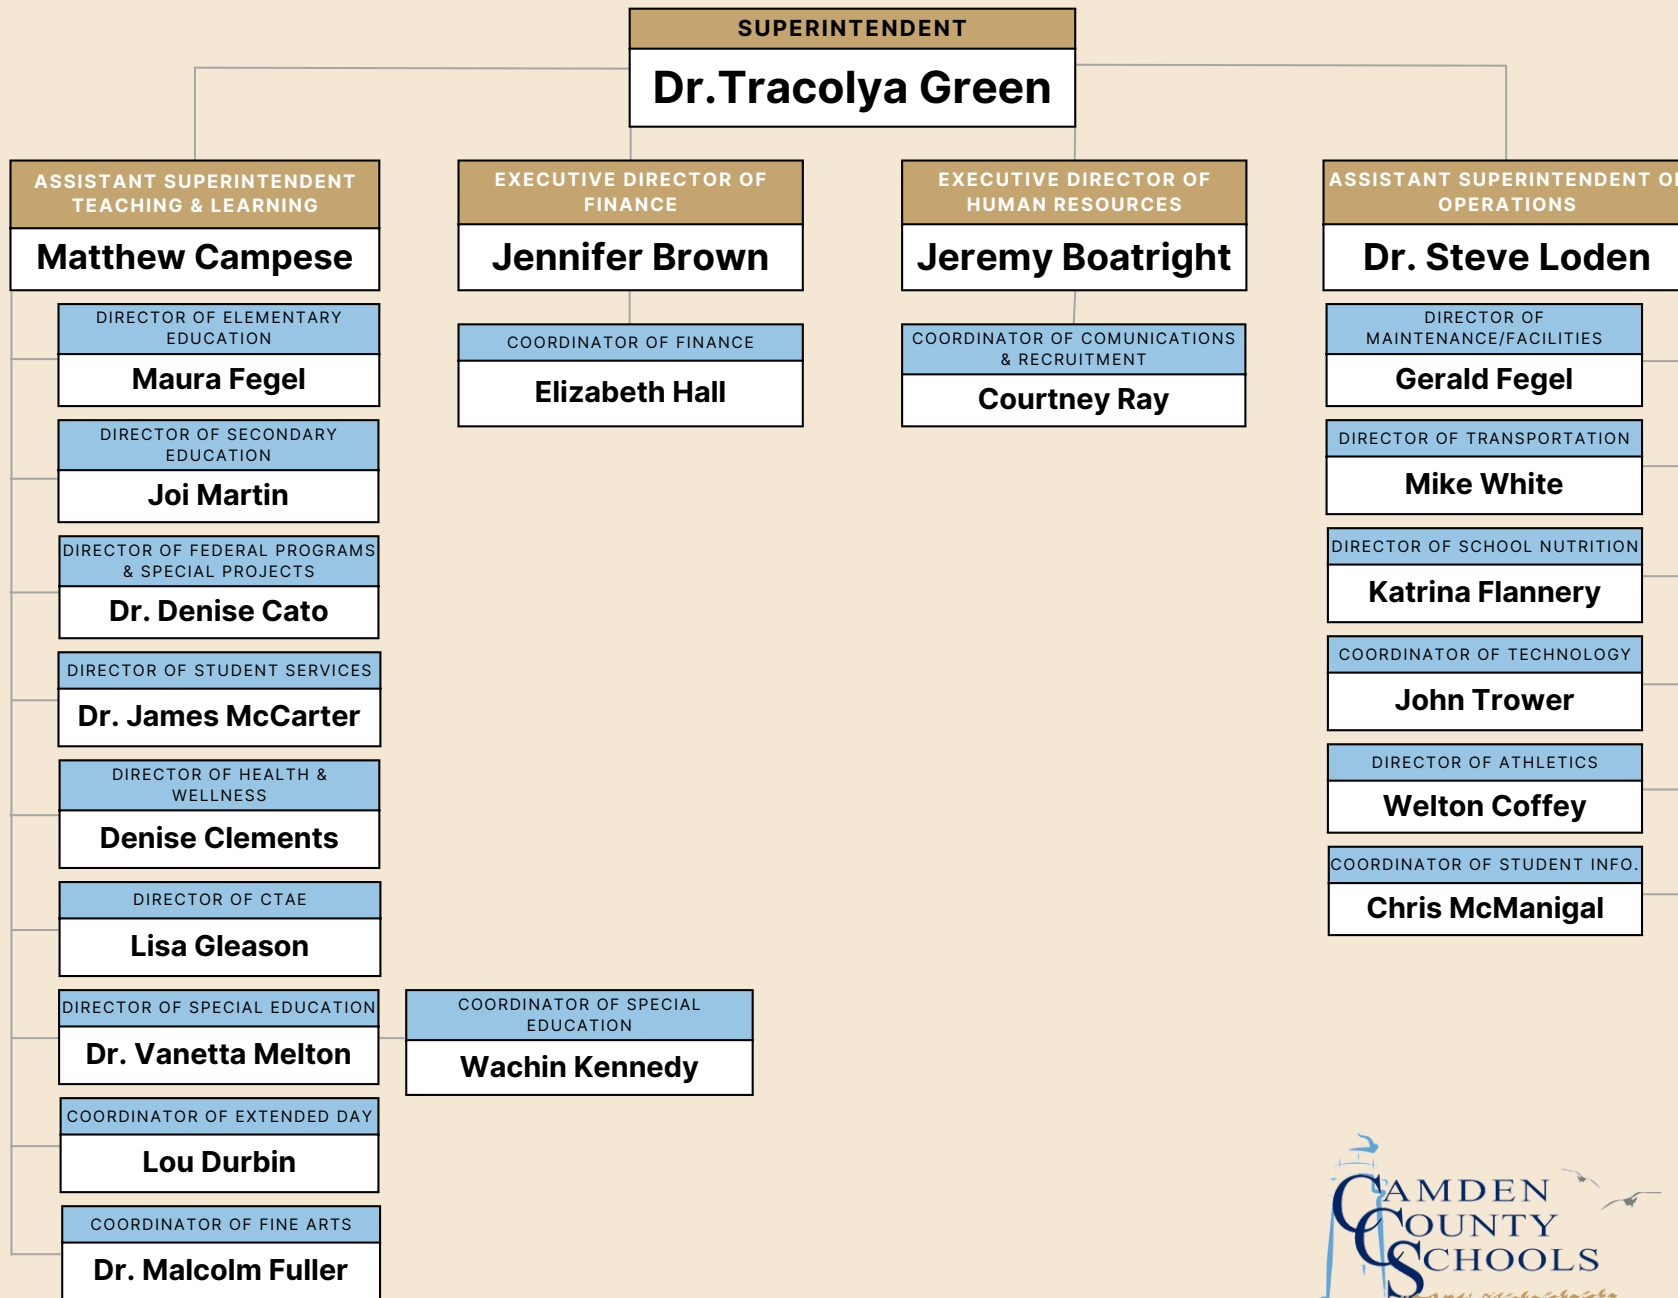 SUPERINTENDENT
Dr.Tracolya Green
ASSISTANT SUPERINTENDENT
TEACHING & LEARNING
Matthew Campese
DIRECTOR OF ELEMENTARY
EDUCATION
Maura Fegel
DIRECTOR OF SECONDARY
EDUCATION
Joi Martin
DIRECTOR OF FEDERAL PROGRAMS
& SPECIAL PROJECTS
Dr. Denise Cato
DIRECTOR OF STUDENT SERVICES
Dr. James McCarter
DIRECTOR OF HEALTH &
WELLNESS
Denise Clements
DIRECTOR OF CTAE
Lisa Gleason
DIRECTOR OF SPECIAL EDUCATION
Dr. Vanetta Melton
COORDINATOR OF SPECIAL
EDUCATION
Wachin Kennedy
COORDINATOR OF EXTENDED DAY
Lou Durbin
COORDINATOR OF FINE ARTS
Dr. Malcolm Fuller
EXECUTIVE DIRECTOR OF
FINANCE
Jennifer Brown
COORDINATOR OF FINANCE
Elizabeth Hall
EXECUTIVE DIRECTOR OF
HUMAN RESOURCES
Jeremy Boatright
COORDINATOR OF COMUNICATIONS
& RECRUITMENT
Courtney Ray
ASSISTANT SUPERINTENDENT OF
OPERATIONS
Dr. Steve Loden
DIRECTOR OF
MAINTENANCE/FACILITIES
Gerald Fegel
DIRECTOR OF TRANSPORTATION
Mike White
DIRECTOR OF SCHOOL NUTRITION
Katrina Flannery
COORDINATOR OF TECHNOLOGY
John Trower
DIRECTOR OF ATHLETICS
Welton Coffey
COORDINATOR OF STUDENT INFO.
Chris McManigal
CAMDEN
COUNTY
SCHOOLS